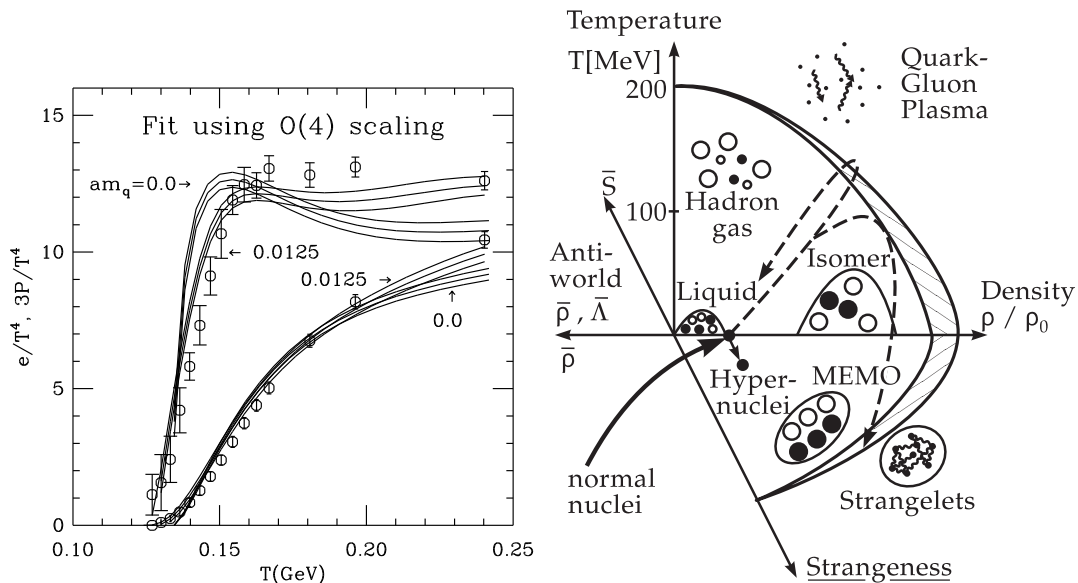 Fit using O(4) scaling
am_q=0.0→
← 0.0125
0.0125 →
↑
0.0
15
10
5
0
e/T⁴, 3P/T⁴
0.10
0.15
0.20
0.25
T(GeV)
Temperature
T[MeV]
200
100
Quark-
Gluon
Plasma
Hadron
gas
S̅
Anti-
world
ρ̅ , Λ̅
ρ̅
Liquid
Isomer
Density
ρ / ρ₀
Hyper-
nuclei
MEMO
normal
nuclei
Strangelets
Strangeness